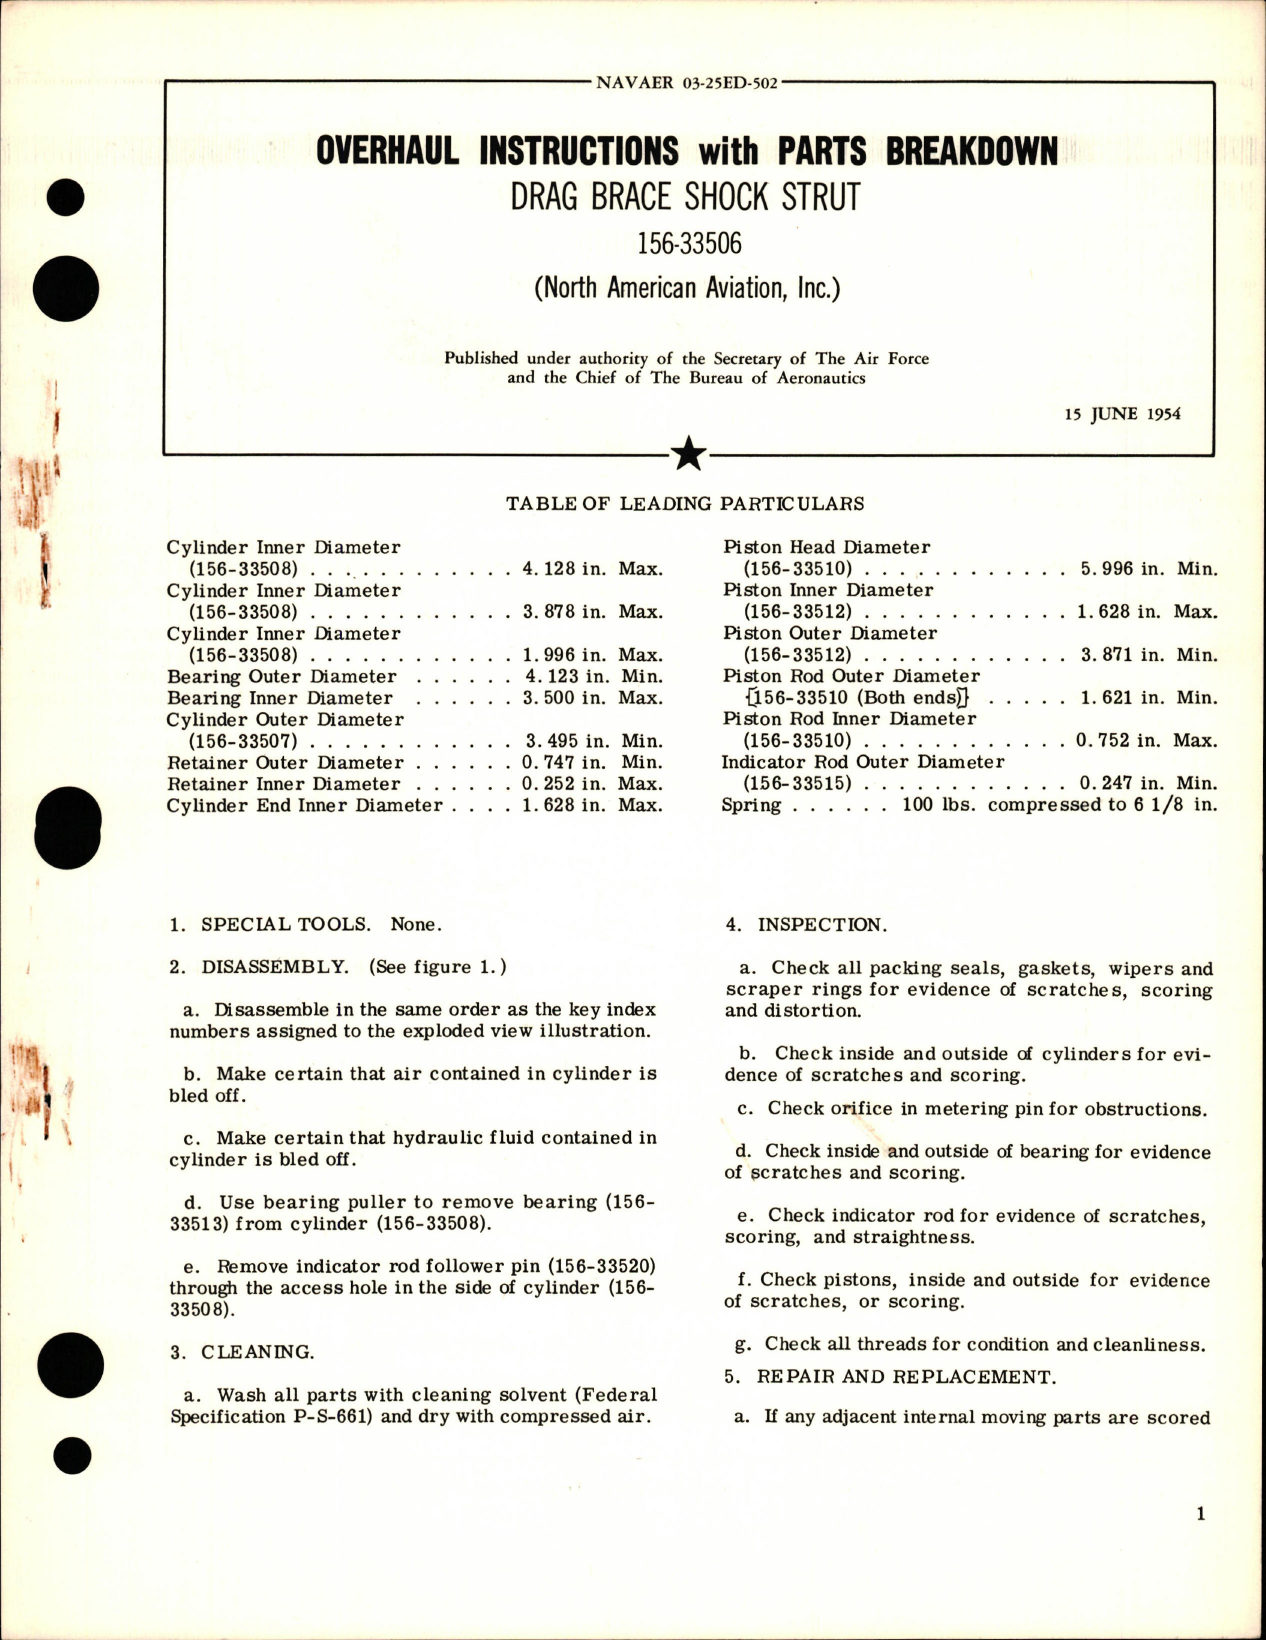 NAVAER 03-25ED-502
OVERHAUL INSTRUCTIONS with PARTS BREAKDOWN
DRAG BRACE SHOCK STRUT
156-33506
(North American Aviation, Inc.)
Published under authority of the Secretary of The Air Force
and the Chief of The Bureau of Aeronautics
15 JUNE 1954
TABLE OF LEADING PARTICULARS
Cylinder Inner Diameter
(156-33508) . . . . . . . . . . . . 4.128 in. Max.
Cylinder Inner Diameter
(156-33508) . . . . . . . . . . . . 3.878 in. Max.
Cylinder Inner Diameter
(156-33508) . . . . . . . . . . . . 1.996 in. Max.
Bearing Outer Diameter . . . . . . 4.123 in. Min.
Bearing Inner Diameter . . . . . . 3.500 in. Max.
Cylinder Outer Diameter
(156-33507) . . . . . . . . . . . . 3.495 in. Min.
Retainer Outer Diameter . . . . . . 0.747 in. Min.
Retainer Inner Diameter . . . . . . 0.252 in. Max.
Cylinder End Inner Diameter . . . . 1.628 in. Max.
Piston Head Diameter
(156-33510) . . . . . . . . . . . . 5.996 in. Min.
Piston Inner Diameter
(156-33512) . . . . . . . . . . . . 1.628 in. Max.
Piston Outer Diameter
(156-33512) . . . . . . . . . . . . 3.871 in. Min.
Piston Rod Outer Diameter
[156-33510 (Both ends)] . . . . . 1.621 in. Min.
Piston Rod Inner Diameter
(156-33510) . . . . . . . . . . . . 0.752 in. Max.
Indicator Rod Outer Diameter
(156-33515) . . . . . . . . . . . . 0.247 in. Min.
Spring . . . . . . 100 lbs. compressed to 6 1/8 in.
1. SPECIAL TOOLS. None.
2. DISASSEMBLY. (See figure 1.)
a. Disassemble in the same order as the key index
numbers assigned to the exploded view illustration.
b. Make certain that air contained in cylinder is
bled off.
c. Make certain that hydraulic fluid contained in
cylinder is bled off.
d. Use bearing puller to remove bearing (156-
33513) from cylinder (156-33508).
e. Remove indicator rod follower pin (156-33520)
through the access hole in the side of cylinder (156-
33508).
3. CLEANING.
a. Wash all parts with cleaning solvent (Federal
Specification P-S-661) and dry with compressed air.
4. INSPECTION.
a. Check all packing seals, gaskets, wipers and
scraper rings for evidence of scratches, scoring
and distortion.
b. Check inside and outside of cylinders for evi-
dence of scratches and scoring.
c. Check orifice in metering pin for obstructions.
d. Check inside and outside of bearing for evidence
of scratches and scoring.
e. Check indicator rod for evidence of scratches,
scoring, and straightness.
f. Check pistons, inside and outside for evidence
of scratches, or scoring.
g. Check all threads for condition and cleanliness.
5. REPAIR AND REPLACEMENT.
a. If any adjacent internal moving parts are scored
1